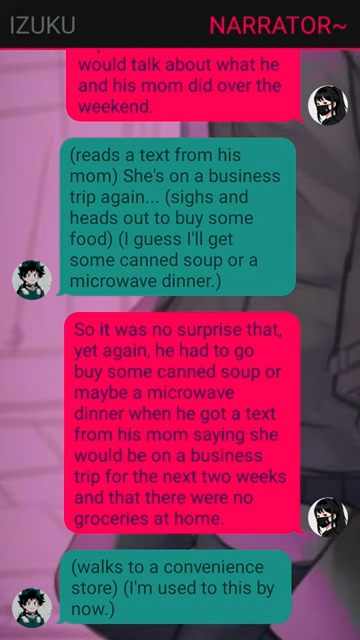 IZUKU
NARRATOR~
would talk about what he
and his mom did over the
weekend.
(reads a text from his
mom) She's on a business
trip again... (sighs and
heads out to buy some
food) (I guess I'll get
some canned soup or a
microwave dinner.)
So it was no surprise that,
yet again, he had to go
buy some canned soup or
maybe a microwave
dinner when he got a text
from his mom saying she
would be on a business
trip for the next two weeks
and that there were no
groceries at home.
(walks to a convenience
store) (I'm used to this by
now.)